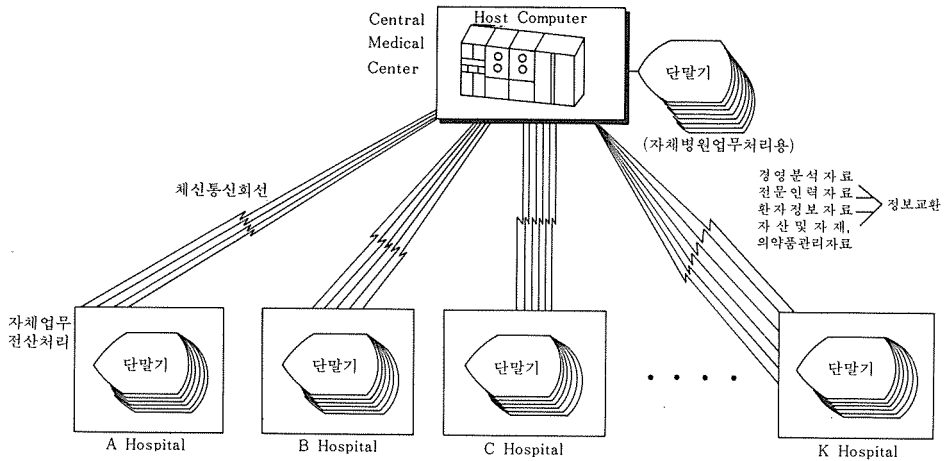 Central
Medical
Center
Host Computer
단말기
(자체병원업무처리용)
체신통신회선
경영분석자료
전문인력자료
환자정보자료
자산및자재,
의약품관리자료
정보교환
자체업무
전산처리
단말기
단말기
단말기
단말기
A Hospital
B Hospital
C Hospital
K Hospital